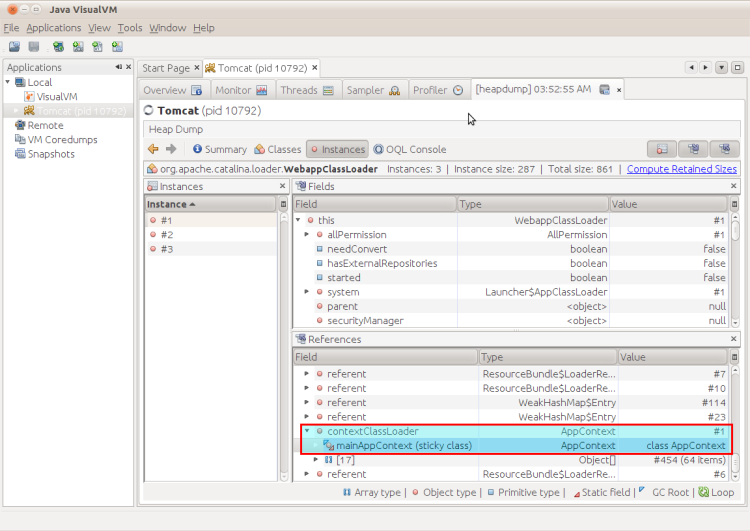 Java VisualVM
File Applications View Tools Window Help
Applications
Local
VisualVM
Tomcat (pid 10792)
Remote
VM Coredumps
Snapshots
Start Page Tomcat (pid 10792)
Overview Monitor Threads Sampler Profiler [heapdump] 03:52:55 AM
Tomcat (pid 10792)
Heap Dump
Summary Classes Instances OQL Console
org.apache.catalina.loader.WebappClassLoader Instances: 3 | Instance size: 287 | Total size: 861 | Compute Retained Sizes
Instances
Instance
#1
#2
#3
Fields
Field Type Value
this WebappClassLoader #1
allPermission AllPermission #1
needConvert boolean false
hasExternalRepositories boolean false
started boolean false
system Launcher$AppClassLoader #1
parent <object> null
securityManager <object> null
References
Field Type Value
referent ResourceBundle$LoaderRe... #7
referent ResourceBundle$LoaderRe... #10
referent WeakHashMap$Entry #114
referent WeakHashMap$Entry #23
contextClassLoader AppContext #1
mainAppContext (sticky class) AppContext class AppContext
[17] Object[] #454 (64 items)
referent ResourceBundle$LoaderRe... #6
Array type | Object type | Primitive type | Static field | GC Root | Loop